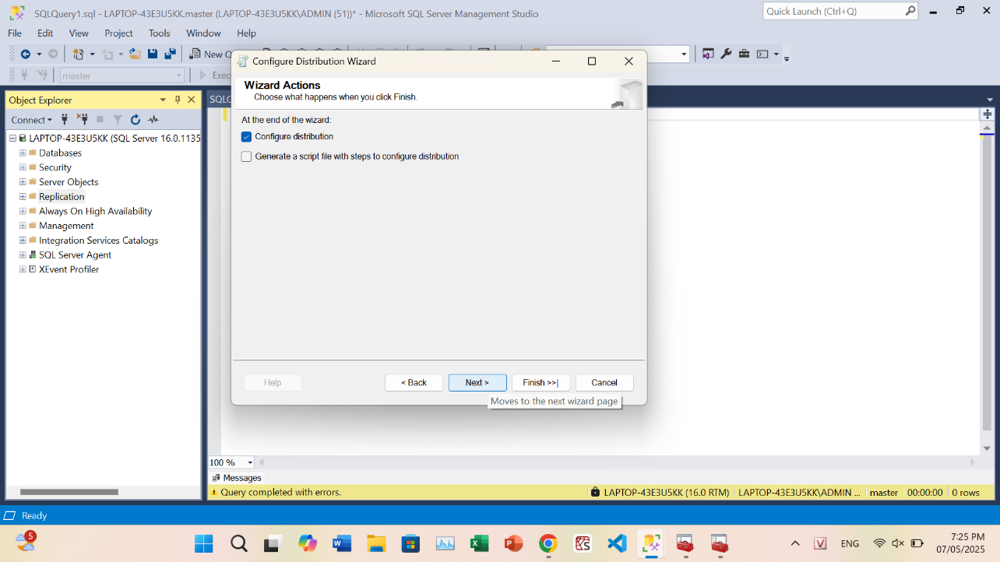 SQLQuery1.sql - LAPTOP-43E3U5KK.master (LAPTOP-43E3U5KK\ADMIN (51))* - Microsoft SQL Server Management Studio
Quick Launch (Ctrl+Q)
File Edit View Project Tools Window Help
New Q
master
Exec
Configure Distribution Wizard
Wizard Actions
Choose what happens when you click Finish.
At the end of the wizard:
Configure distribution
Generate a script file with steps to configure distribution
Help
< Back
Next >
Finish >>|
Cancel
Moves to the next wizard page
Object Explorer
Connect
LAPTOP-43E3U5KK (SQL Server 16.0.1135
Databases
Security
Server Objects
Replication
Always On High Availability
Management
Integration Services Catalogs
SQL Server Agent
XEvent Profiler
SQLQ
100 %
Messages
Query completed with errors.
LAPTOP-43E3U5KK (16.0 RTM)
LAPTOP-43E3U5KK\ADMIN ...
master
00:00:00
0 rows
Ready
5
ENG
7:25 PM
07/05/2025